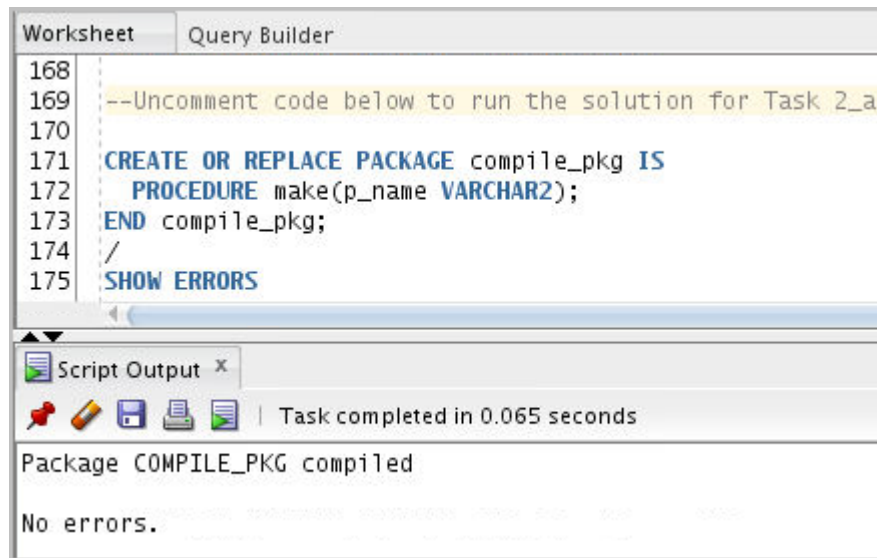 Worksheet Query Builder
168
169 --Uncomment code below to run the solution for Task 2_a
170
171 CREATE OR REPLACE PACKAGE compile_pkg IS
172 PROCEDURE make(p_name VARCHAR2);
173 END compile_pkg;
174 /
175 SHOW ERRORS
Script Output x
Task completed in 0.065 seconds
Package COMPILE_PKG compiled
No errors.